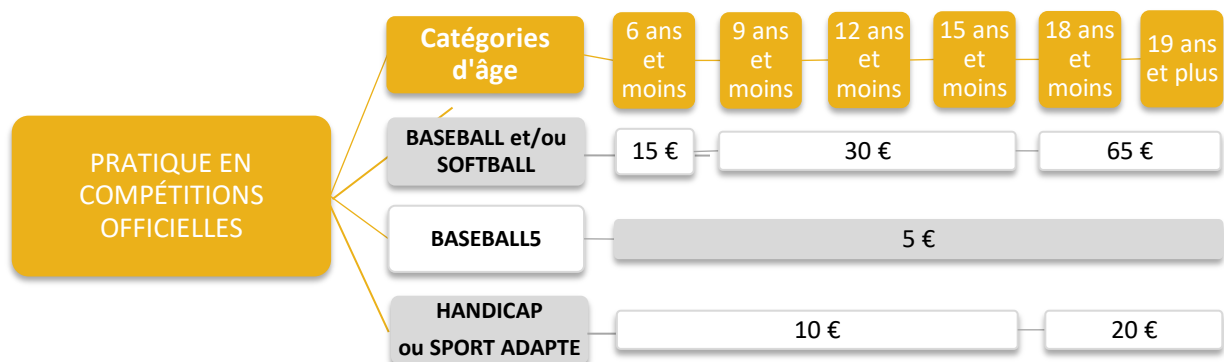 PRATIQUE EN
COMPÉTITIONS
OFFICIELLES
Catégories
d'âge
6 ans
et
moins
9 ans
et
moins
12 ans
et
moins
15 ans
et
moins
18 ans
et
moins
19 ans
et plus
BASEBALL et/ou
SOFTBALL
15 €
30 €
65 €
BASEBALL5
5 €
HANDICAP
ou SPORT ADAPTE
10 €
20 €